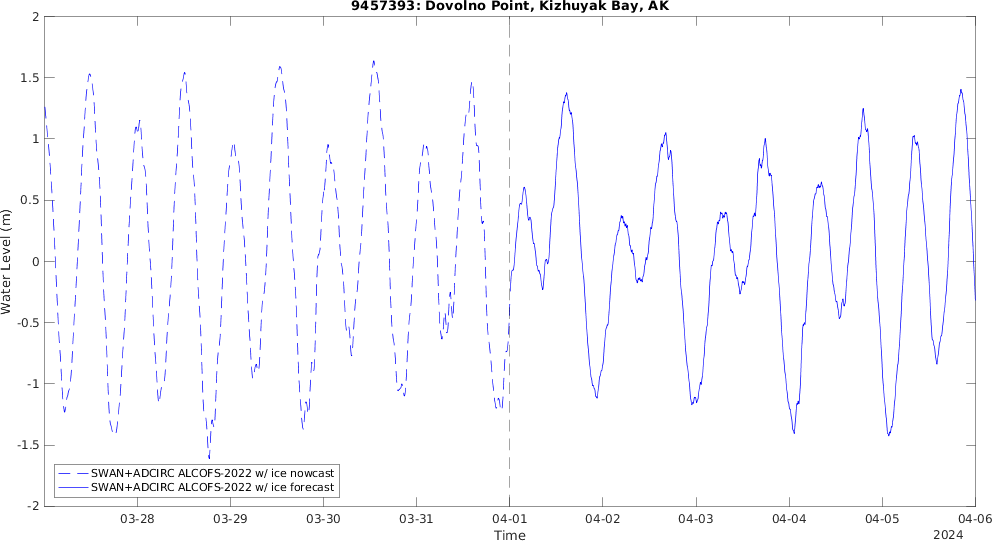 9457393: Dovolno Point, Kizhuyak Bay, AK
2
1.5
1
0.5
0
-0.5
-1
-1.5
-2
Water Level (m)
SWAN+ADCIRC ALCOFS-2022 w/ ice nowcast
SWAN+ADCIRC ALCOFS-2022 w/ ice forecast
03-28 03-29 03-30 03-31 04-01 04-02 04-03 04-04 04-05 04-06
Time
2024